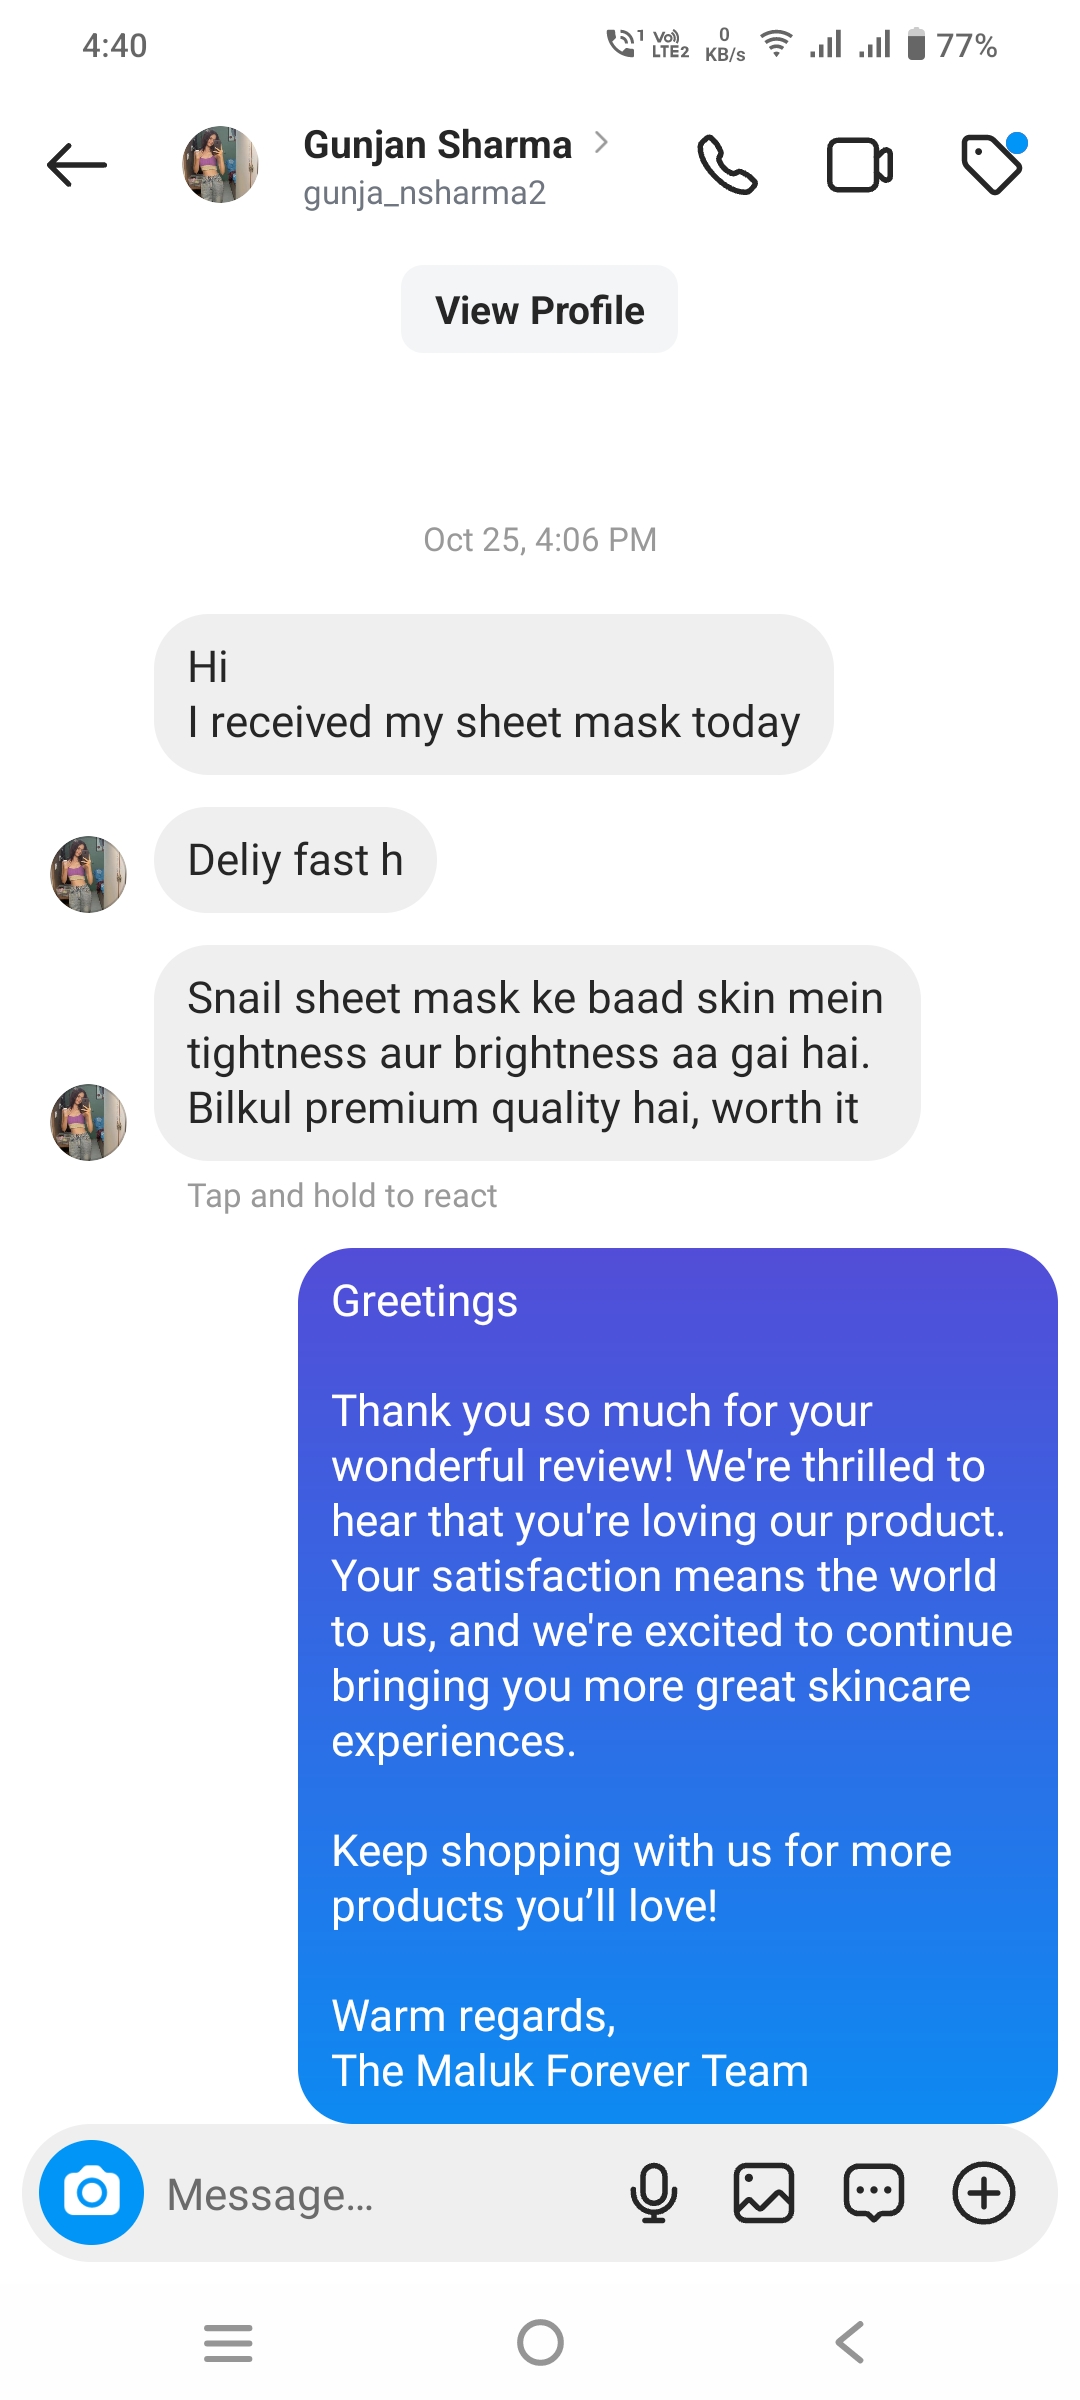 4:40
1 Vo)) LTE2 0 KB/s 77%
Gunjan Sharma
gunja_nsharma2
View Profile
Oct 25, 4:06 PM
Hi
I received my sheet mask today
Deliy fast h
Snail sheet mask ke baad skin mein
tightness aur brightness aa gai hai.
Bilkul premium quality hai, worth it
Tap and hold to react
Greetings
Thank you so much for your
wonderful review! We're thrilled to
hear that you're loving our product.
Your satisfaction means the world
to us, and we're excited to continue
bringing you more great skincare
experiences.
Keep shopping with us for more
products you’ll love!
Warm regards,
The Maluk Forever Team
Message...